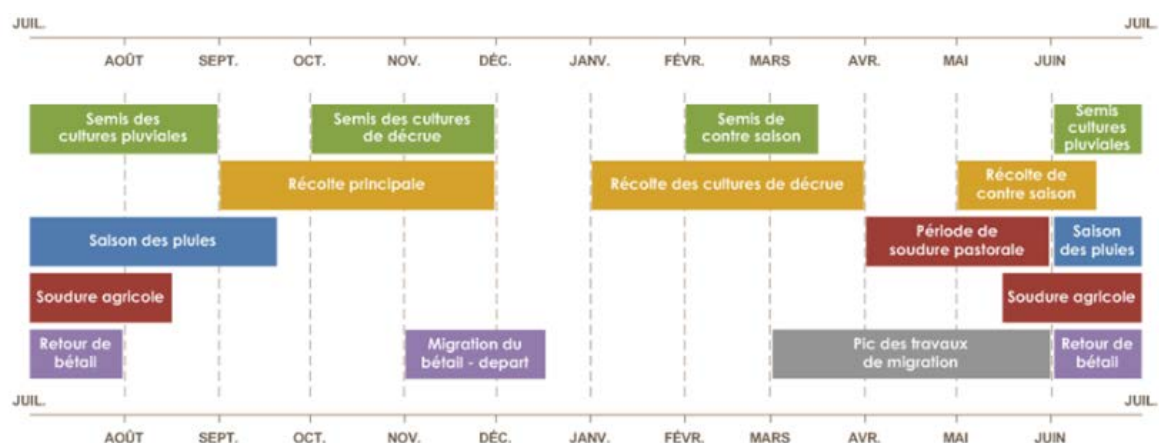 JUIL. JUIL.
AOÛT SEPT. OCT. NOV. DÉC. JANV. FÉVR. MARS AVR. MAI JUIN
Semis des
cultures pluviales
Semis des cultures
de décrue
Semis de
contre saison
Semis
cultures
pluviales
Récolte principale
Récolte des cultures de décrue
Récolte de
contre saison
Saison des pluies
Période de
soudure pastorale
Saison
des pluies
Soudure agricole
Soudure agricole
Retour de
bétail
Migration du
bétail - depart
Pic des travaux
de migration
Retour de
bétail
JUIL. JUIL.
AOÛT SEPT. OCT. NOV. DÉC. JANV. FÉVR. MARS AVR. MAI JUIN